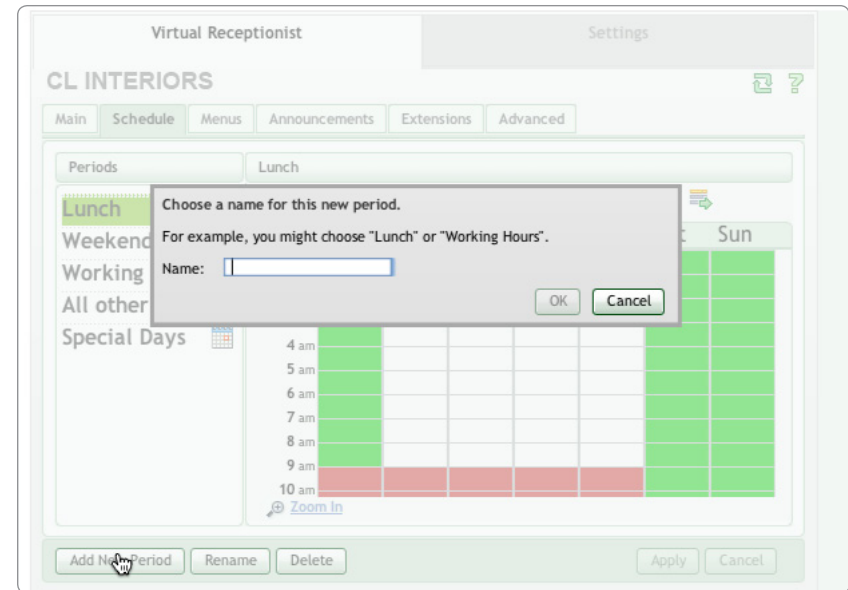 Virtual Receptionist Settings
CL INTERIORS ?
Main Schedule Menus Announcements Extensions Advanced
Periods Lunch
Lunch
Choose a name for this new period.
For example, you might choose "Lunch" or "Working Hours".
Name:
OK Cancel
Weekend
Working
All other
Special Days
Sun
4 am
5 am
6 am
7 am
8 am
9 am
10 am
Zoom In
Add New Period Rename Delete Apply Cancel